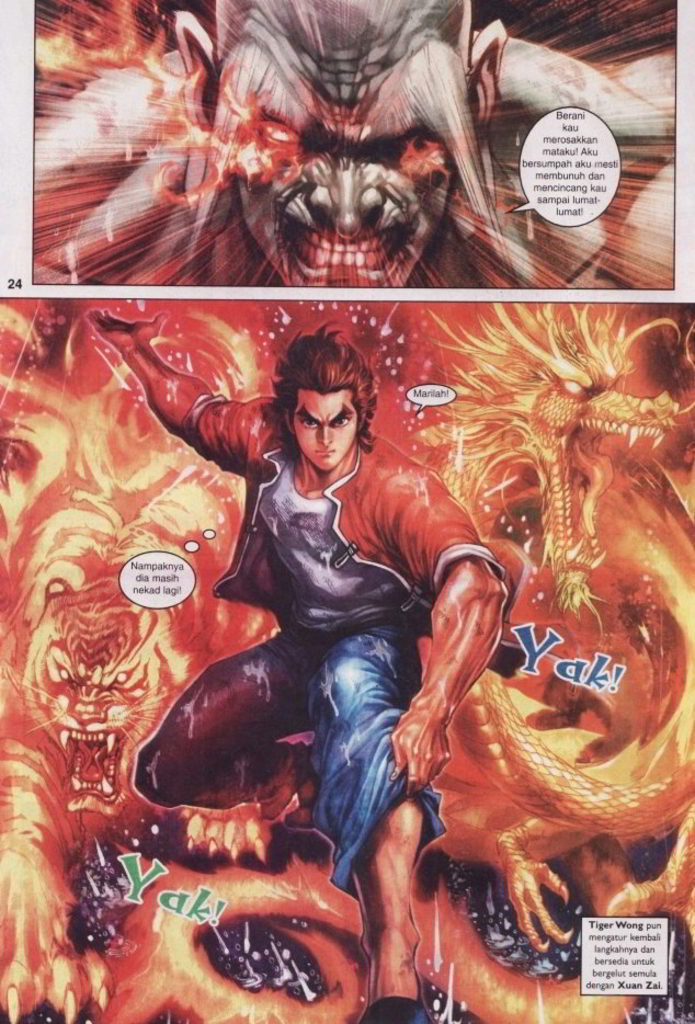 Berani
kau
merosakkan
mataku! Aku
bersumpah aku mesti
membunuh dan
mencincang kau
sampai lumat-
lumat!
24
Marilah!
Nampaknya
dia masih
nekad lagi!
Yak!
Yak!
Tiger Wong pun
mengatur kembali
langkahnya dan
bersedia untuk
bergelut semula
dengan Xuan Zai.